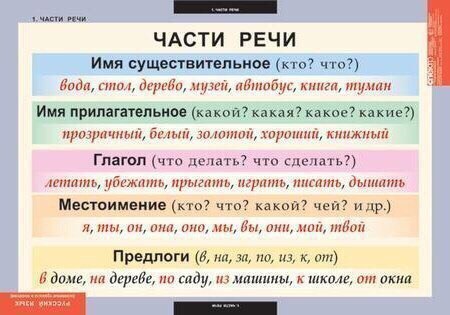 1. ЧАСТИ РЕЧИ
1. ЧАСТИ РЕЧИ
ЧАСТИ РЕЧИ
Имя существительное (кто? что?)
вода, стол, дерево, музей, автобус, книга, туман
Имя прилагательное (какой? какая? какое? какие?)
прозрачный, белый, золотой, хороший, книжный
Глагол (что делать? что сделать?)
летать, убежать, прыгать, играть, писать, дышать
Местоимение (кто? что? какой? чей? и др.)
я, ты, он, она, оно, мы, вы, они, мой, твой
Предлоги (в, на, за, по, из, к, от)
в доме, на дереве, по саду, из машины, к школе, от окна
РУССКИЙ ЯЗЫК
1. ЧАСТИ РЕЧИ